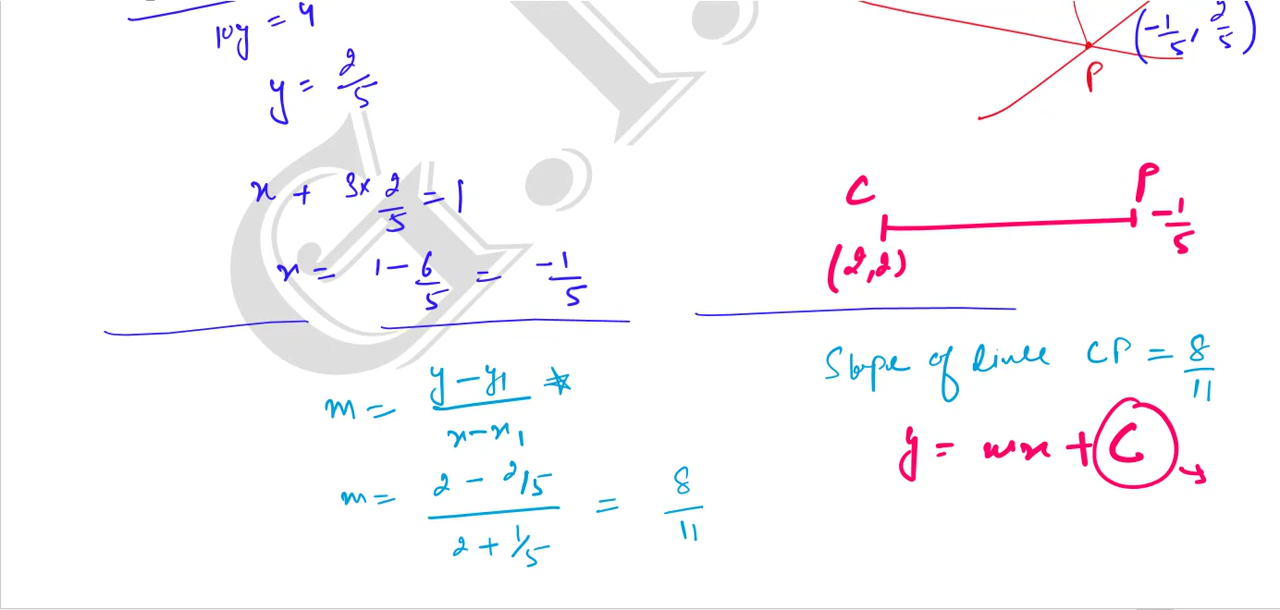 10y = 4
y = 2/5
x + 3x 2/5 = 1
x = 1 - 6/5 = -1/5
m = y - y1 / x - x1
m = 2 - 2/5 / 2 + 1/5 = 8/11
(-1/5, 2/5)
P
C P
-1/5
(2,2)
Slope of line CP = 8/11
y = mx + C